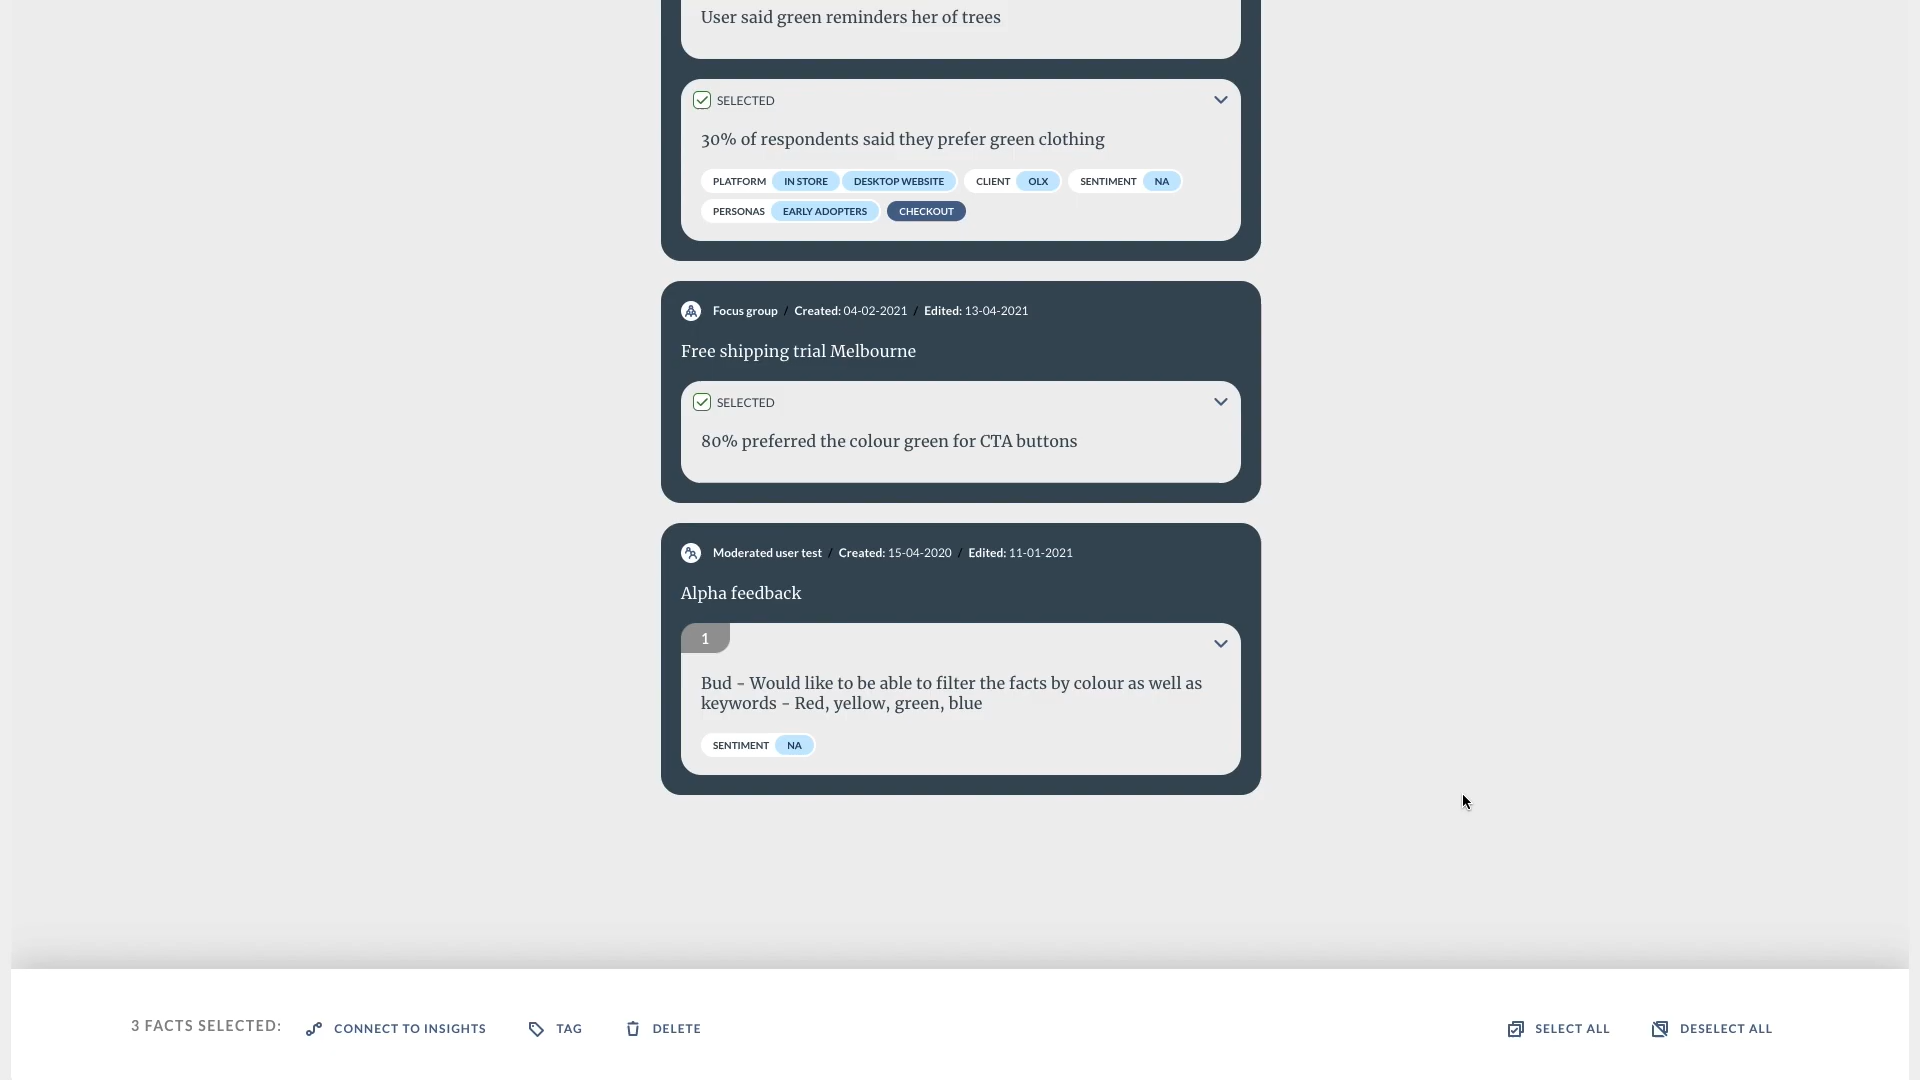 User said green reminders her of trees
SELECTED
30% of respondents said they prefer green clothing
PLATFORM IN STORE DESKTOP WEBSITE CLIENT OLX SENTIMENT NA
PERSONAS EARLY ADOPTERS CHECKOUT
Focus group / Created: 04-02-2021 / Edited: 13-04-2021
Free shipping trial Melbourne
SELECTED
80% preferred the colour green for CTA buttons
Moderated user test / Created: 15-04-2020 / Edited: 11-01-2021
Alpha feedback
1
Bud - Would like to be able to filter the facts by colour as well as
keywords - Red, yellow, green, blue
SENTIMENT NA
3 FACTS SELECTED: CONNECT TO INSIGHTS TAG DELETE SELECT ALL DESELECT ALL